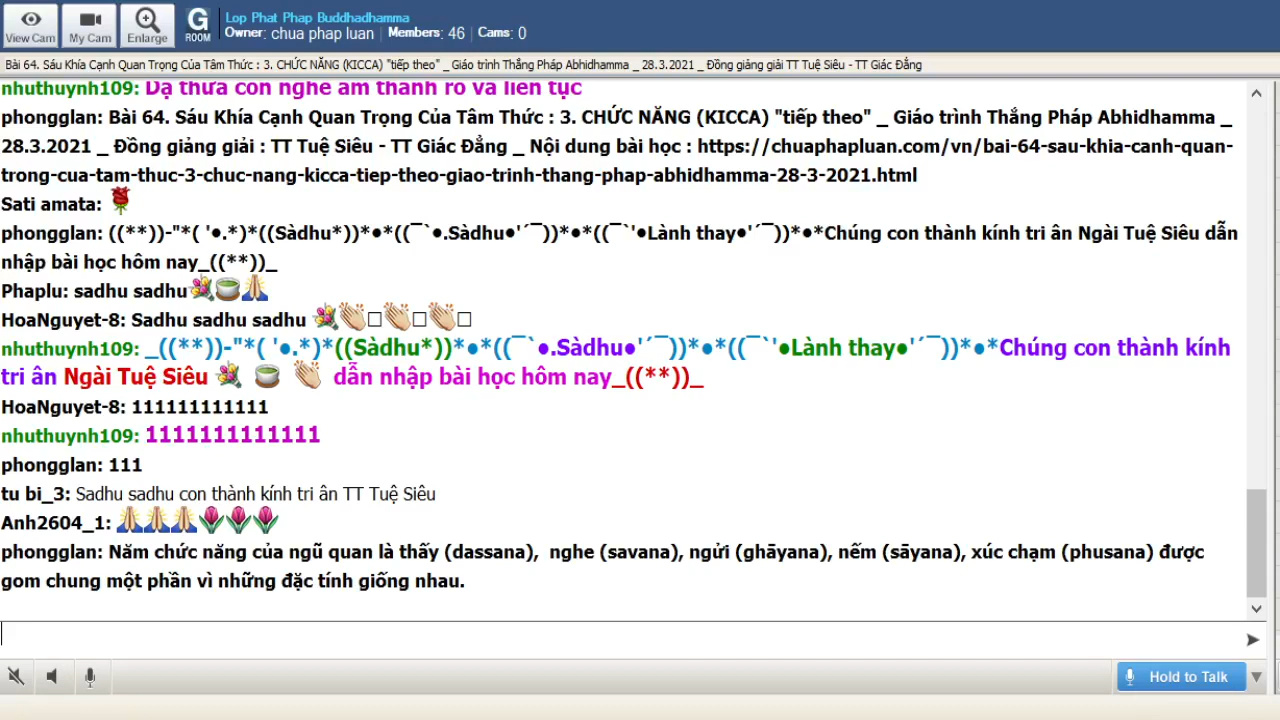 View Cam
My Cam
Enlarge
G
ROOM
Lop Phat Phap Buddhadhamma
Owner: chua phap luan | Members: 46 | Cams: 0
Bài 64. Sáu Khía Cạnh Quan Trọng Của Tâm Thức : 3. CHỨC NĂNG (KICCA) "tiếp theo" _ Giáo trình Thắng Pháp Abhidhamma _ 28.3.2021 _ Đồng giảng giải TT Tuệ Siêu - TT Giác Đẳng
nhuthuynh109: Dạ thưa con nghe âm thanh rõ và liên tục
phongglan: Bài 64. Sáu Khía Cạnh Quan Trọng Của Tâm Thức : 3. CHỨC NĂNG (KICCA) "tiếp theo" _ Giáo trình Thắng Pháp Abhidhamma _
28.3.2021 _ Đồng giảng giải : TT Tuệ Siêu - TT Giác Đẳng _ Nội dung bài học : https://chuaphapluan.com/vn/bai-64-sau-khia-canh-quan-
trong-cua-tam-thuc-3-chuc-nang-kicca-tiep-theo-giao-trinh-thang-phap-abhidhamma-28-3-2021.html
Sati amata: 🌹
phongglan: ((**))-"*( '●.*)*((Sàdhu*))*●*((¯`●.Sàdhu●'´¯))*●*((¯`'●Lành thay●'´¯))*●*Chúng con thành kính tri ân Ngài Tuệ Siêu dẫn
nhập bài học hôm nay_((**))_
Phaplu: sadhu sadhu💐🍵🙏
HoaNguyet-8: Sadhu sadhu sadhu 💐👏□👏□👏□
nhuthuynh109: _((**))-"*( '●.*)*((Sàdhu*))*●*((¯`●.Sàdhu●'´¯))*●*((¯`'●Lành thay●'´¯))*●*Chúng con thành kính
tri ân Ngài Tuệ Siêu 💐 🍵 👏 dẫn nhập bài học hôm nay_((**))_
HoaNguyet-8: 111111111111
nhuthuynh109: 1111111111111
phongglan: 111
tu bi_3: Sadhu sadhu con thành kính tri ân TT Tuệ Siêu
Anh2604_1: 🙏🙏🙏🌷🌷🌷
phongglan: Năm chức năng của ngũ quan là thấy (dassana), nghe (savana), ngửi (ghāyana), nếm (sāyana), xúc chạm (phusana) được
gom chung một phần vì những đặc tính giống nhau.
Hold to Talk